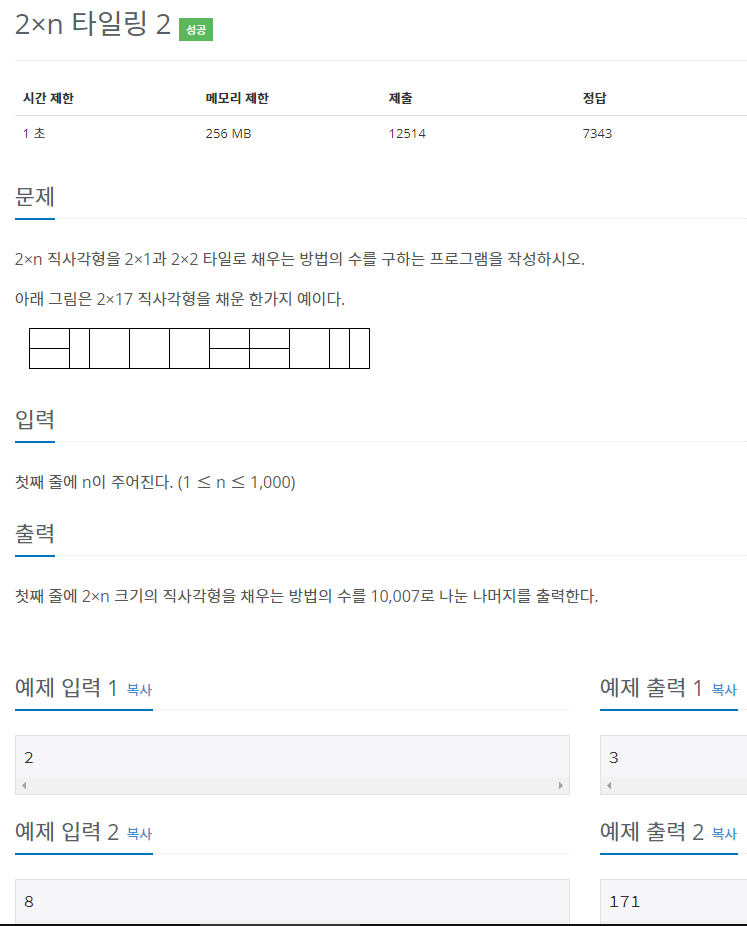 2×n 타일링 2 성공
시간 제한 메모리 제한 제출 정답
1 초 256 MB 12514 7343
문제
2×n 직사각형을 2×1과 2×2 타일로 채우는 방법의 수를 구하는 프로그램을 작성하시오.
아래 그림은 2×17 직사각형을 채운 한가지 예이다.
입력
첫째 줄에 n이 주어진다. (1 ≤ n ≤ 1,000)
출력
첫째 줄에 2×n 크기의 직사각형을 채우는 방법의 수를 10,007로 나눈 나머지를 출력한다.
예제 입력 1 복사 예제 출력 1 복사
2 3
예제 입력 2 복사 예제 출력 2 복사
8 171